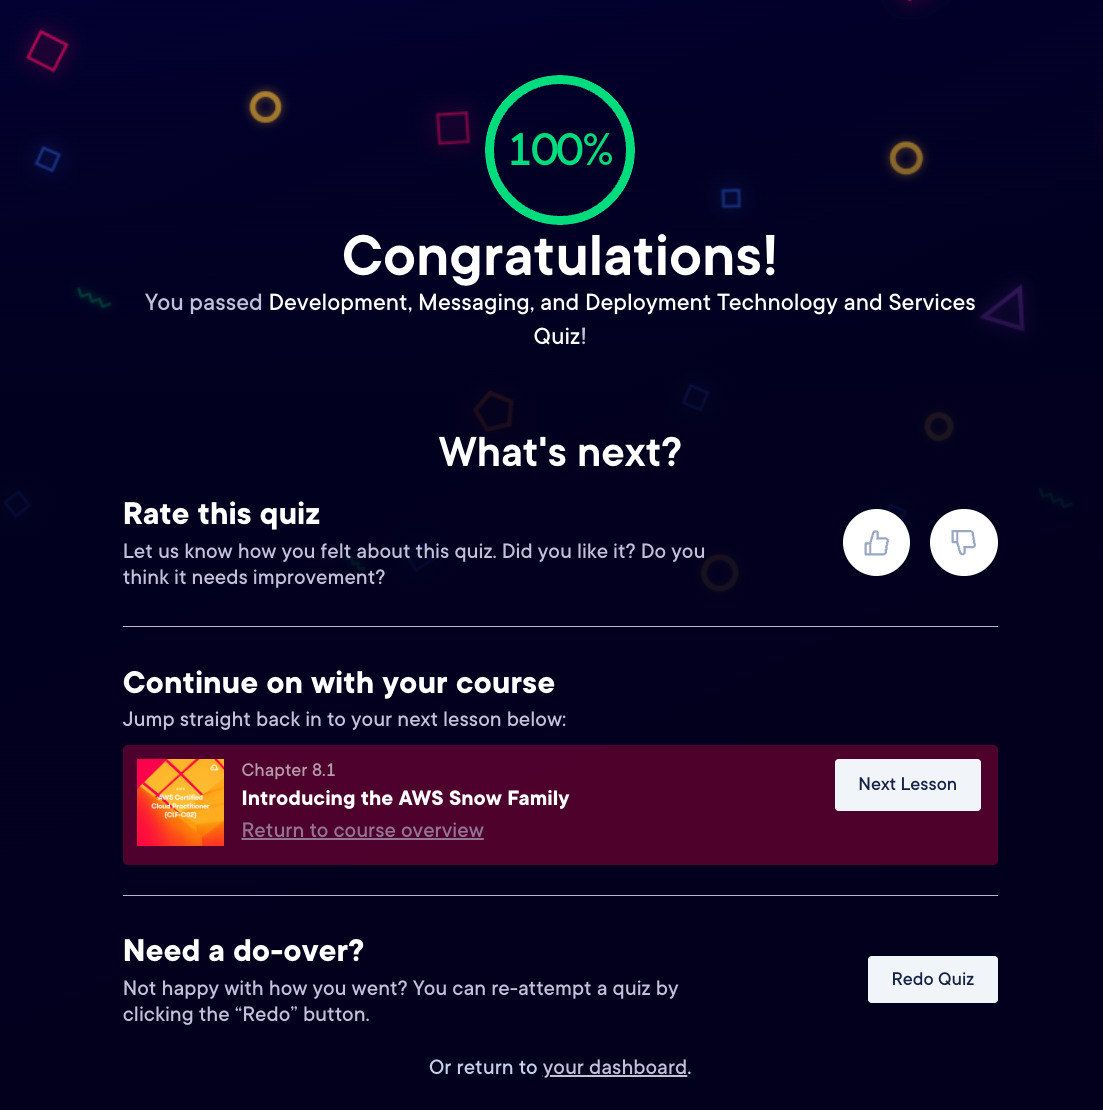 100%
Congratulations!
You passed Development, Messaging, and Deployment Technology and Services
Quiz!
What's next?
Rate this quiz
Let us know how you felt about this quiz. Did you like it? Do you
think it needs improvement?
Continue on with your course
Jump straight back in to your next lesson below:
AWS Certified
Cloud Practitioner
(CLF-C02)
Chapter 8.1
Introducing the AWS Snow Family
Return to course overview
Next Lesson
Need a do-over?
Not happy with how you went? You can re-attempt a quiz by
clicking the “Redo” button.
Redo Quiz
Or return to your dashboard.